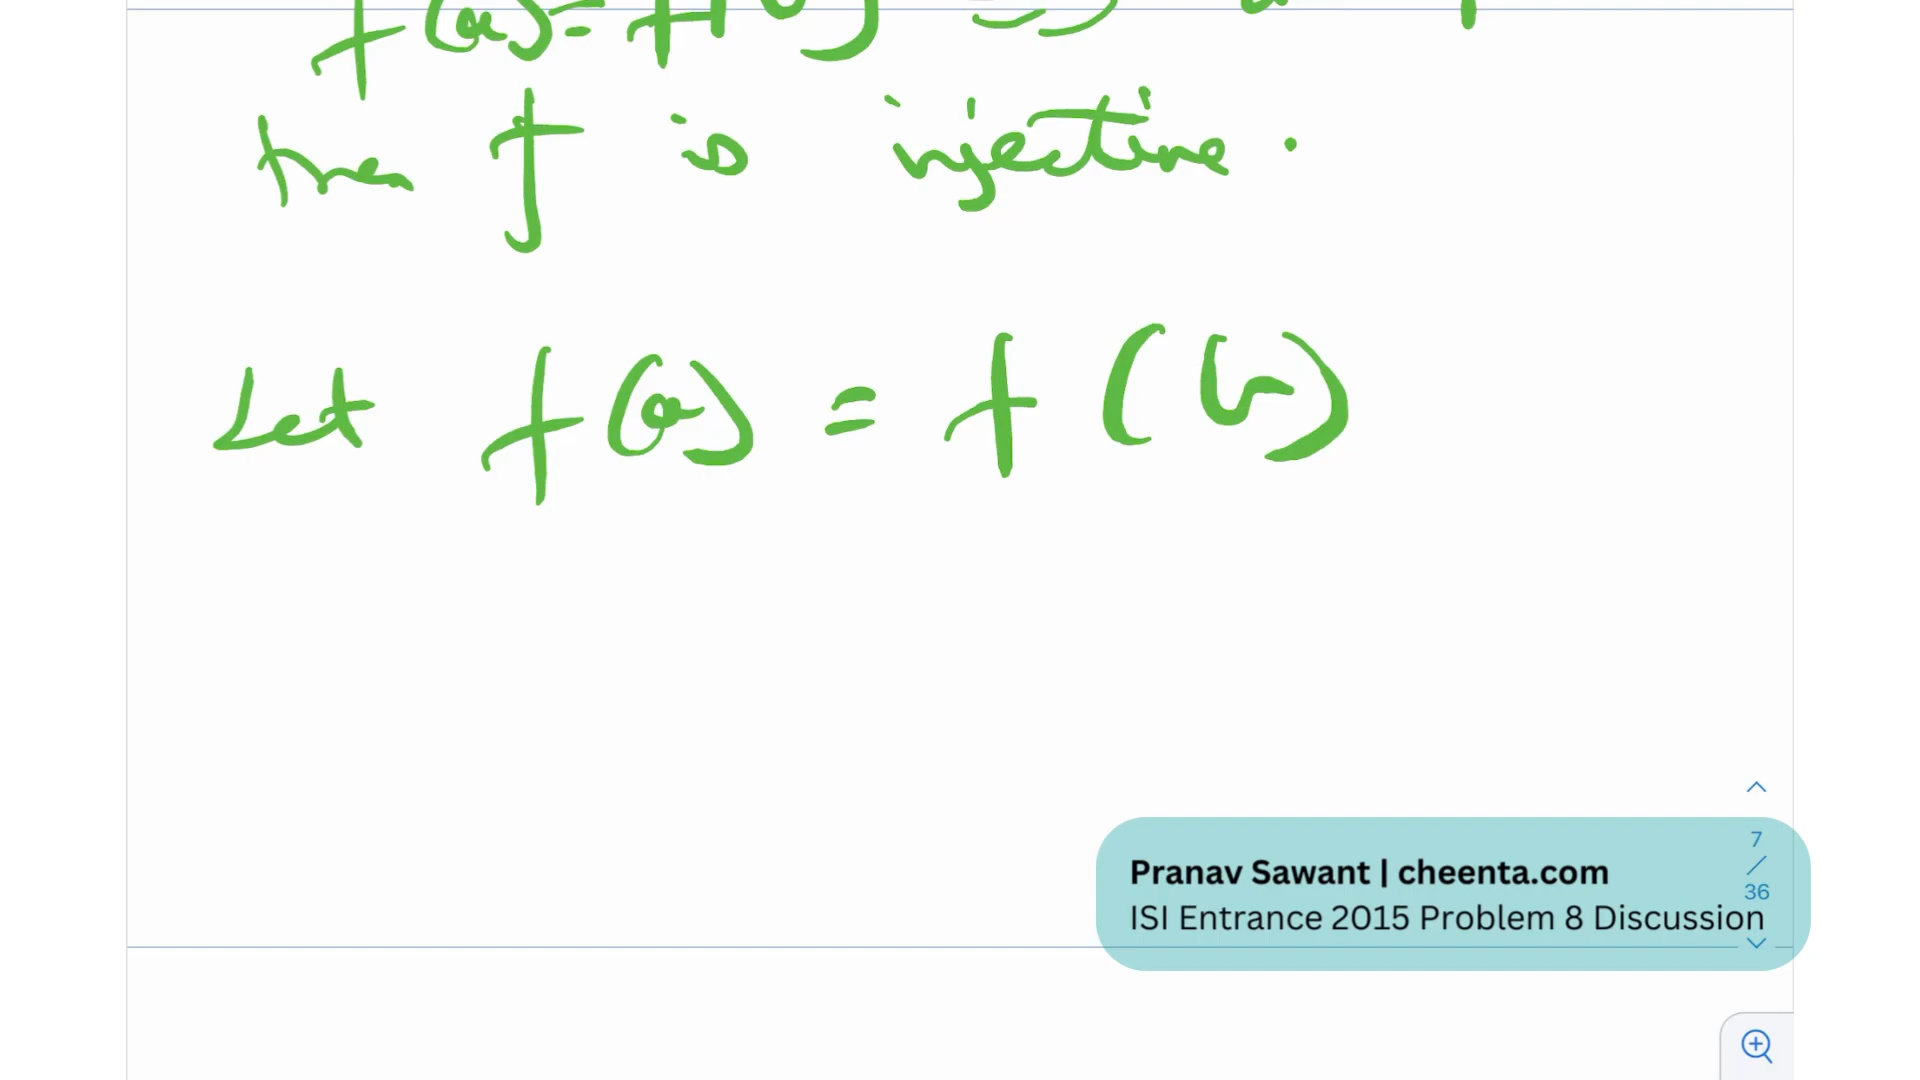 f(a) = f(b) ⇒ a
then f is injective.
Let f(a) = f(b)
7
/
36
Pranav Sawant | cheenta.com
ISI Entrance 2015 Problem 8 Discussion